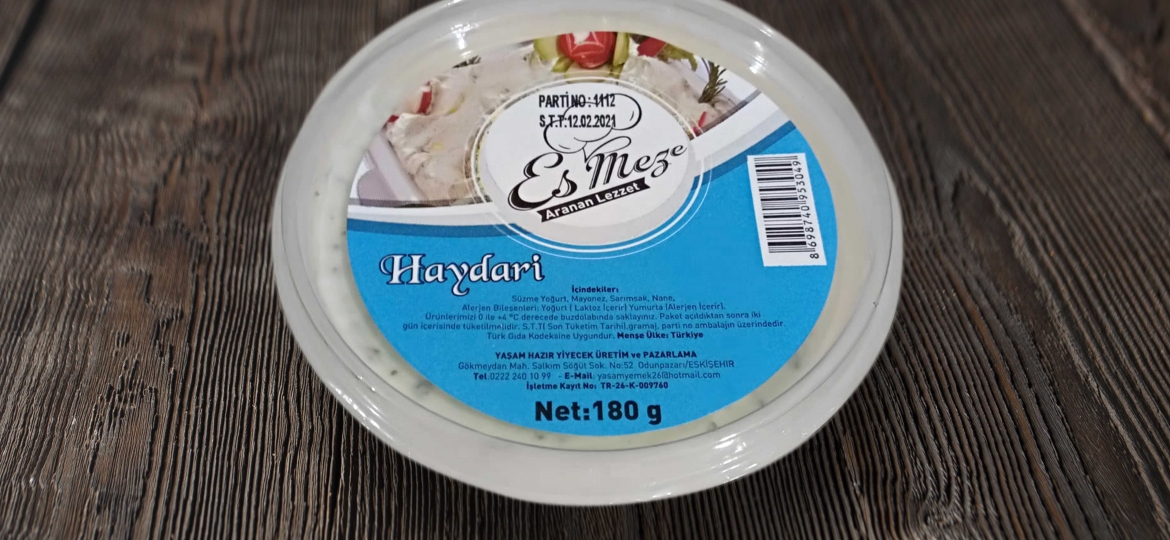 PARTİ NO: 1112
S.T.T:12.02.2021
Es Meze
Aranan Lezzet
8 698740 953049
Haydari
İçindekiler:
Süzme Yoğurt, Mayonez, Sarımsak, Nane,
Alerjen Bileşenleri: Yoğurt ( Laktoz İçerir) Yumurta (Alerjen İçerir).
Ürünlerimizi 0 ile +4 °C derecede buzdolabında saklayınız. Paket açıldıktan sonra iki
gün içerisinde tüketilmelidir. S.T.T( Son Tüketim Tarihi),gramaj, parti no ambalajın üzerindedir.
Türk Gıda Kodeksine Uygundur. Menşe Ülke: Türkiye
YAŞAM HAZIR YİYECEK ÜRETİM ve PAZARLAMA
Gökmeydan Mah. Salkım Söğüt Sok. No:52 Odunpazarı/ESKİŞEHİR
Tel:0222 240 10 99 - E-Mail: yasamyemek26@hotmail.com
İşletme Kayıt No: TR-26-K-009760
Net:180 g